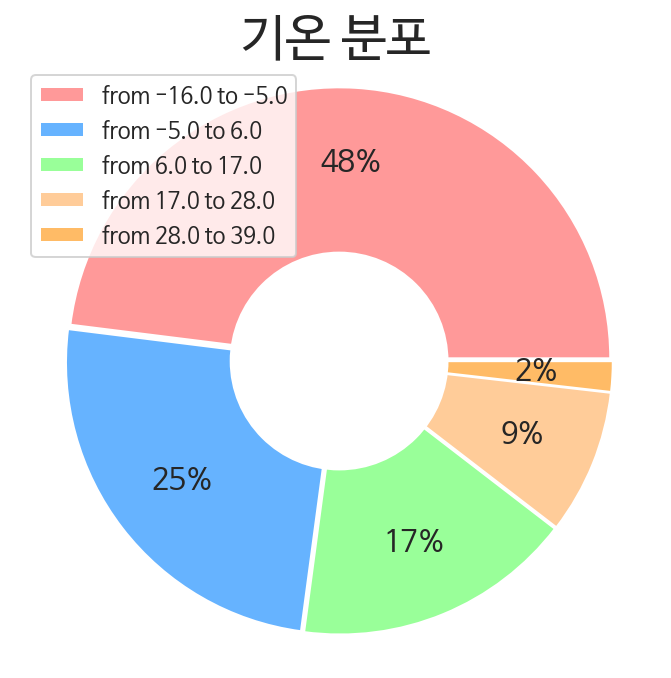 기온 분포
from −16.0 to −5.0
from −5.0 to 6.0
from 6.0 to 17.0
from 17.0 to 28.0
from 28.0 to 39.0
48%
2%
9%
25%
17%